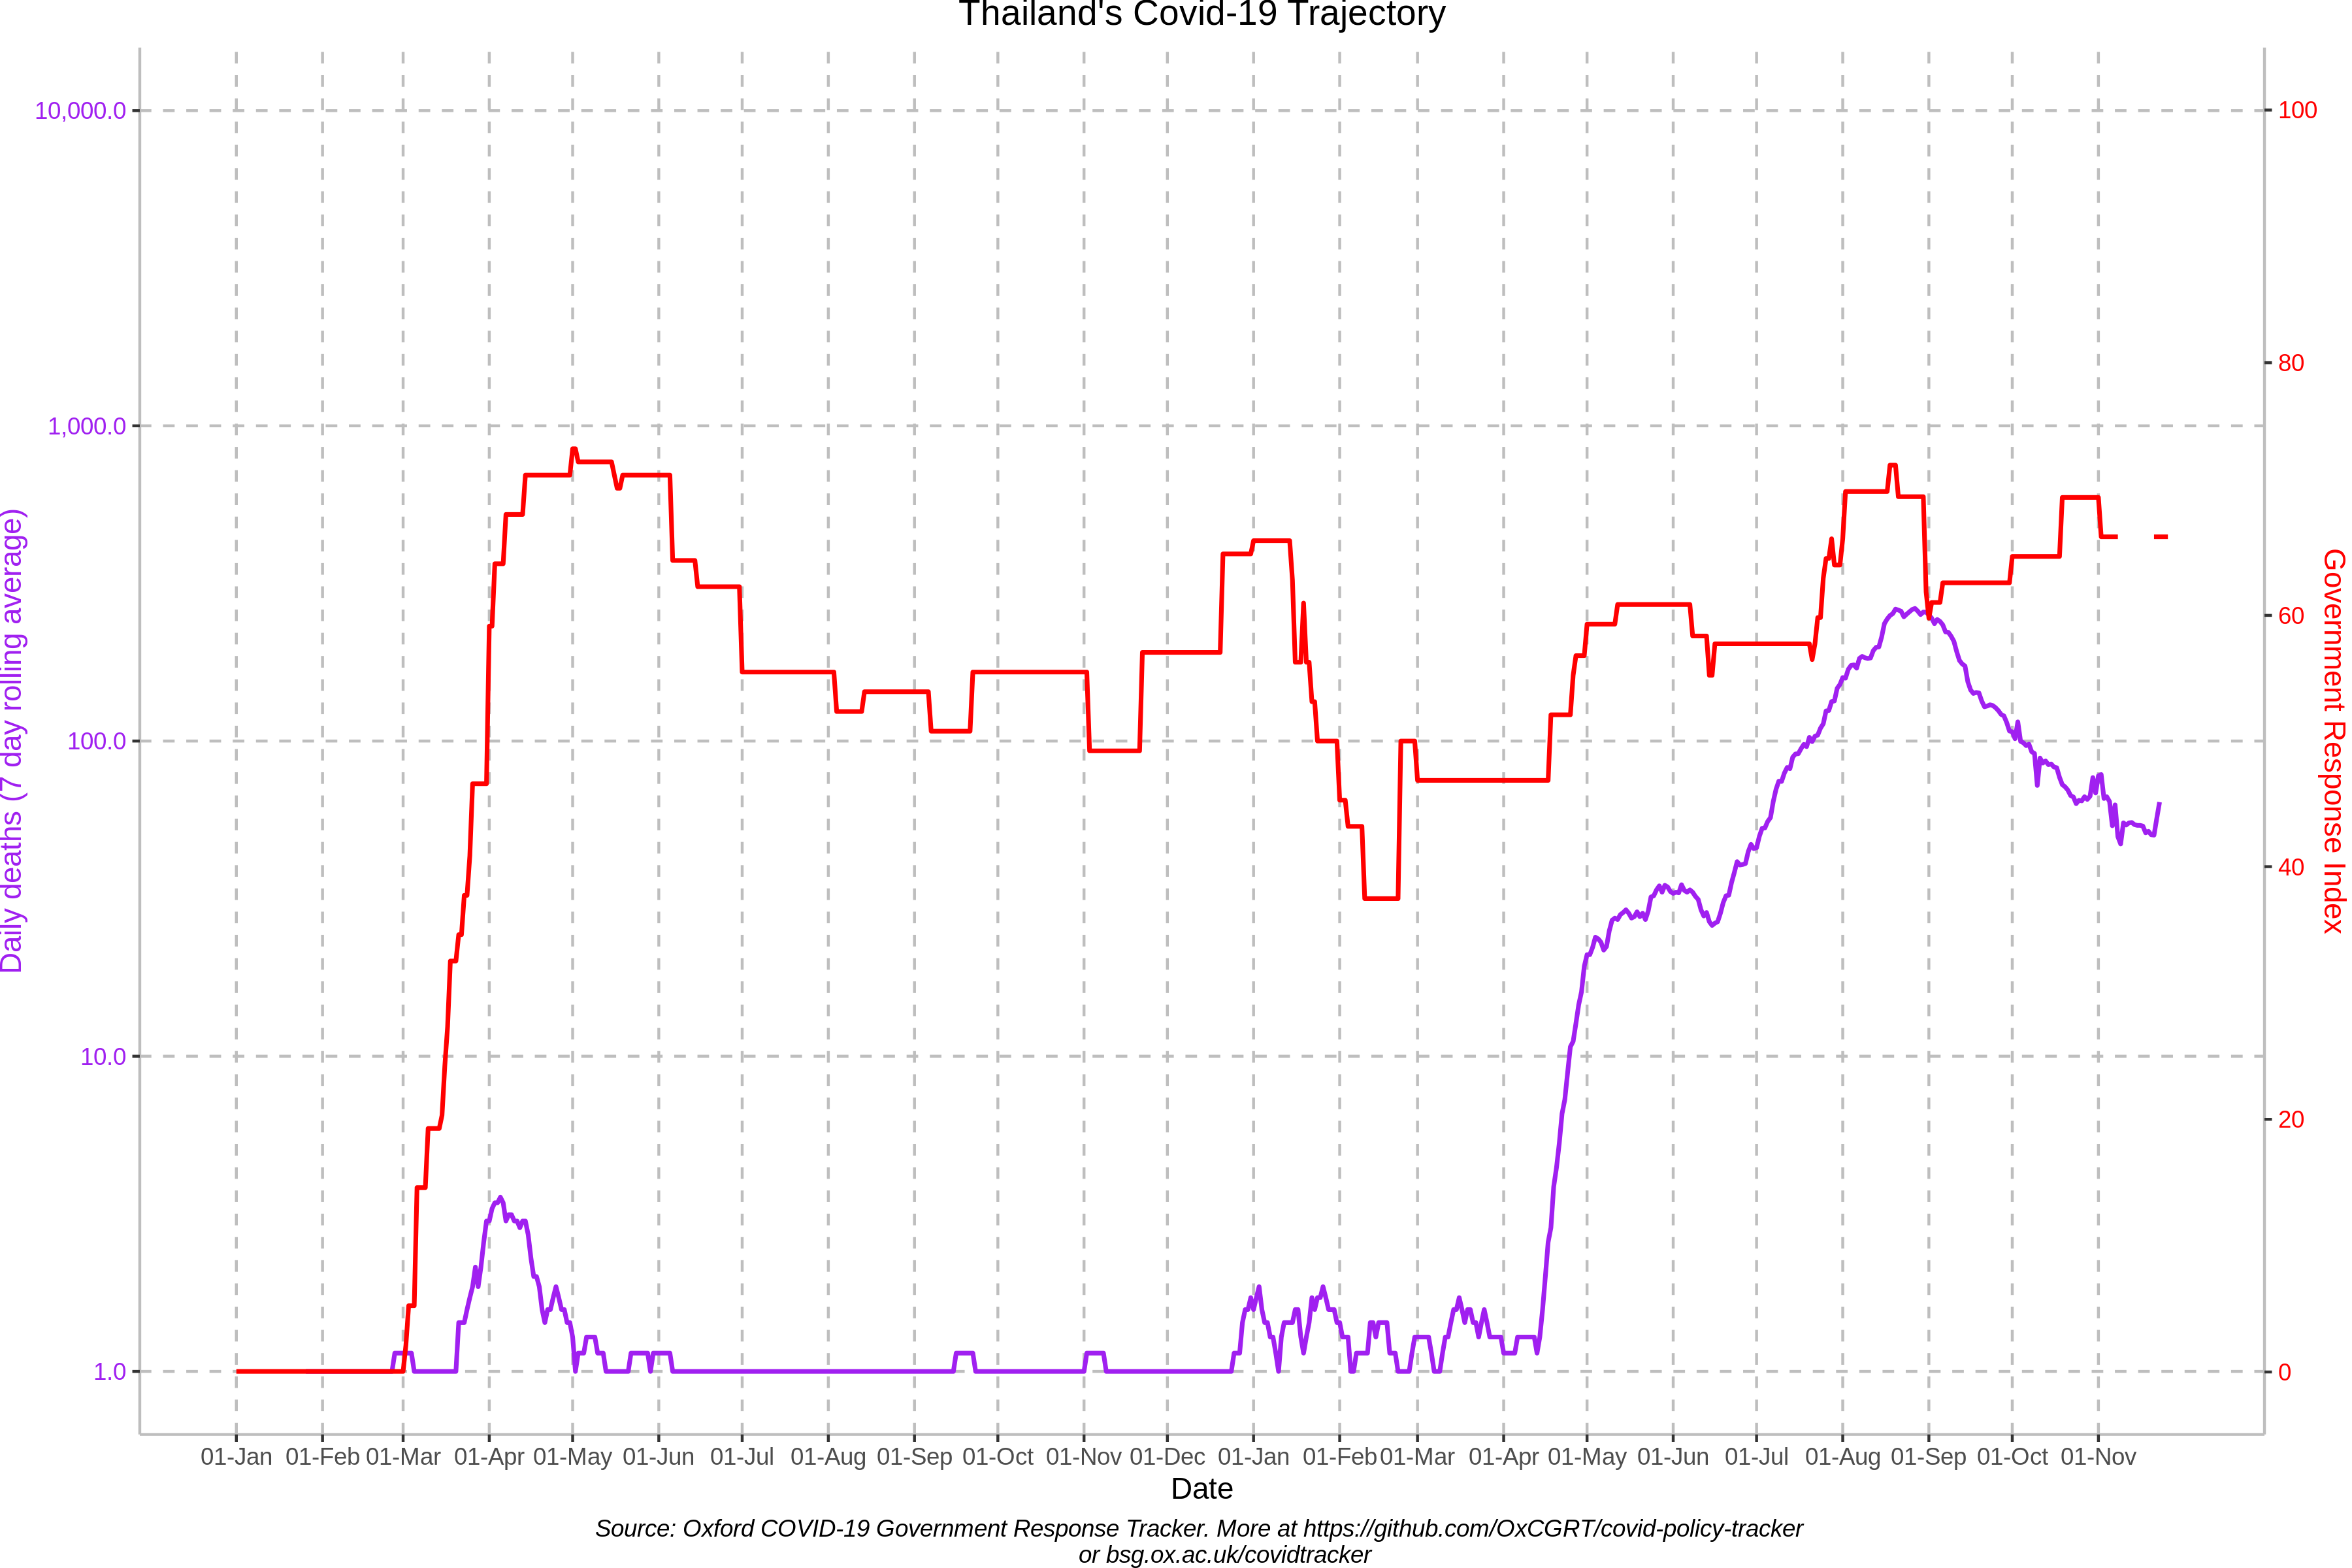 Thailand's Covid-19 Trajectory
Daily deaths (7 day rolling average)
10,000.0
1,000.0
100.0
10.0
1.0
100
80
60
40
20
0
Government Response Index
01-Jan 01-Feb 01-Mar 01-Apr 01-May 01-Jun 01-Jul 01-Aug 01-Sep 01-Oct 01-Nov 01-Dec 01-Jan 01-Feb 01-Mar 01-Apr 01-May 01-Jun 01-Jul 01-Aug 01-Sep 01-Oct 01-Nov
Date
Source: Oxford COVID-19 Government Response Tracker. More at https://github.com/OxCGRT/covid-policy-tracker
or bsg.ox.ac.uk/covidtracker